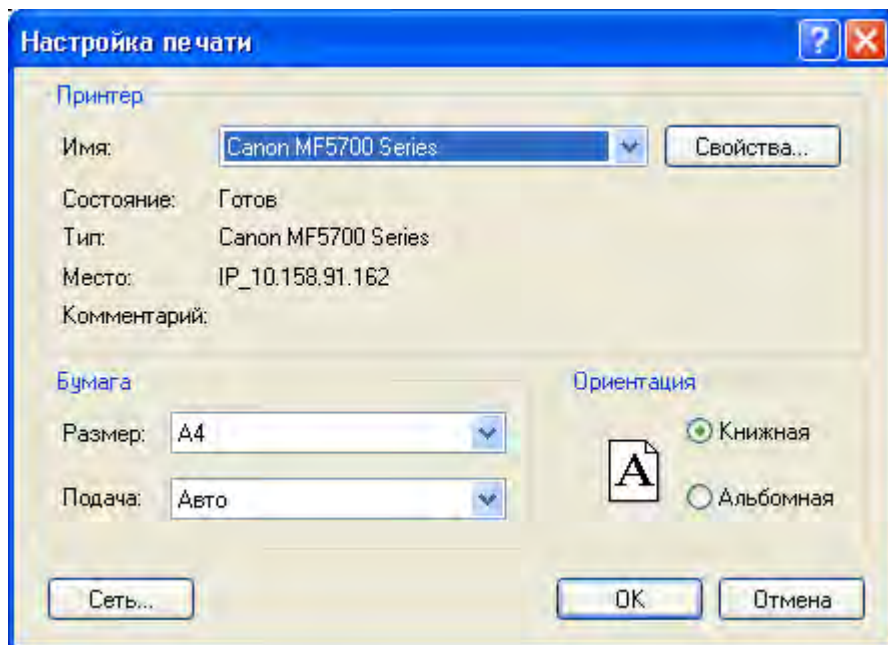 Настройка печати
Принтер
Имя: Canon MF5700 Series Свойства...
Состояние: Готов
Тип: Canon MF5700 Series
Место: IP_10.158.91.162
Комментарий:
Бумага Ориентация
Размер: A4 Книжная
A
Подача: Авто Альбомная
Сеть... OK Отмена